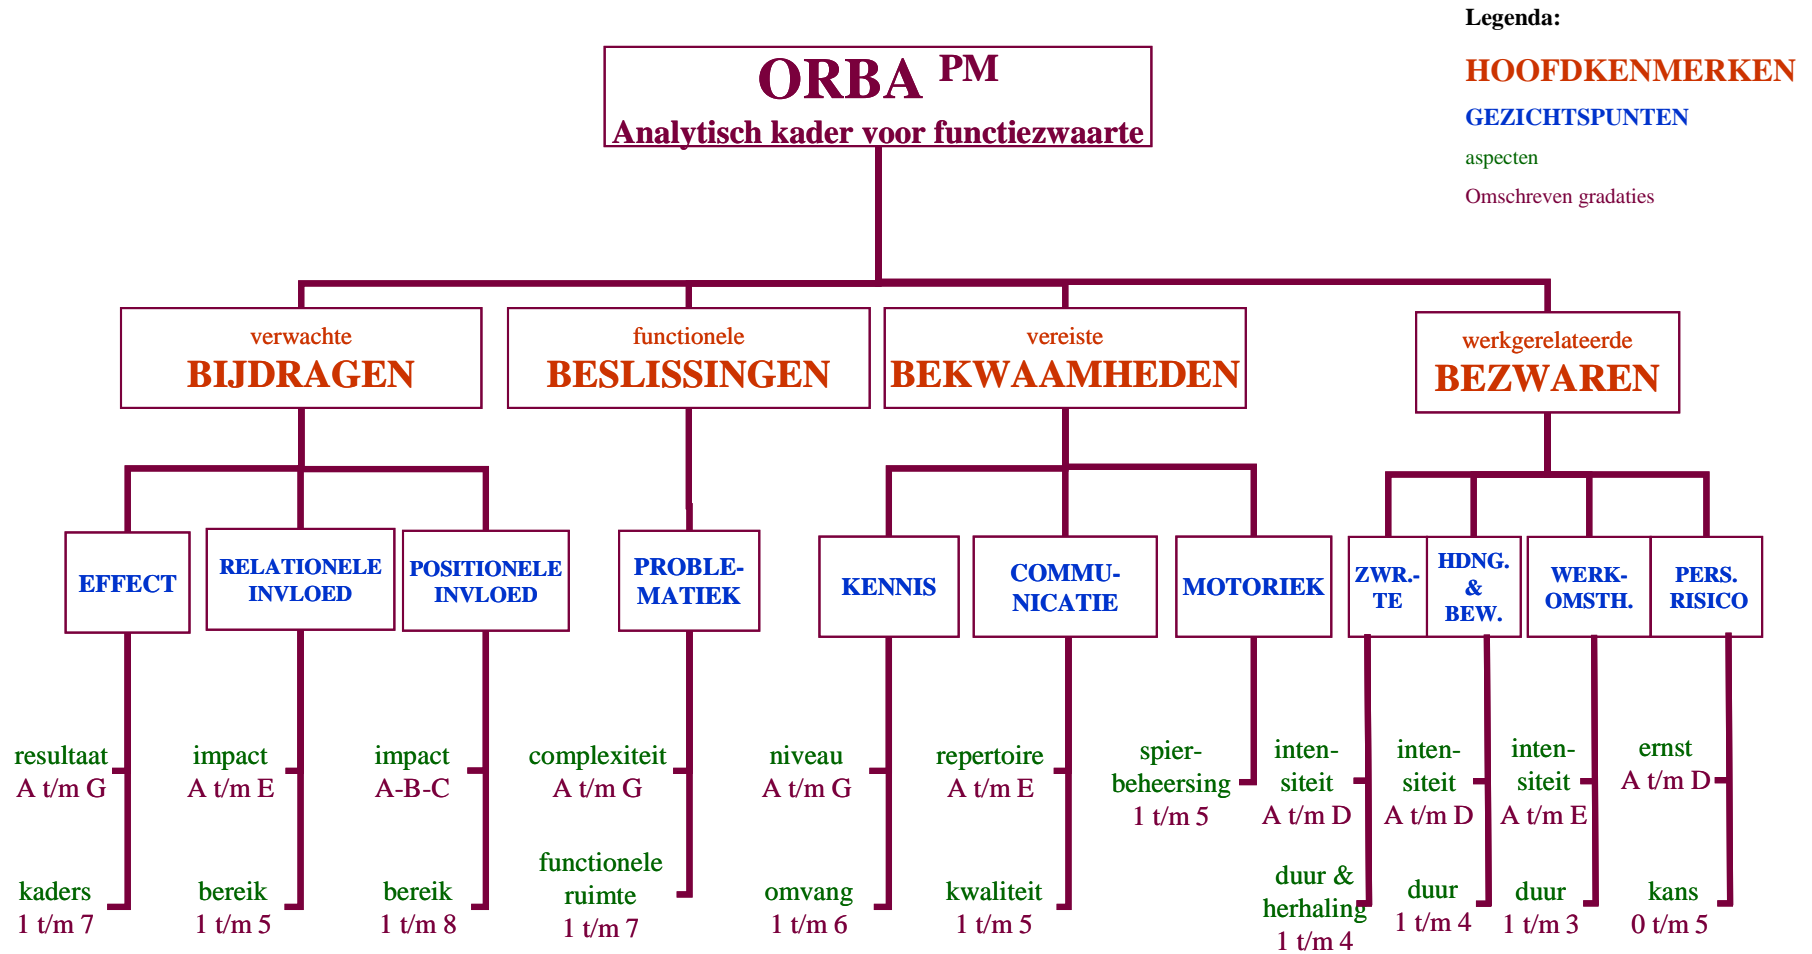 Legenda:
HOOFDKENMERKEN
GEZICHTSPUNTEN
aspecten
Omschreven gradaties
ORBA PM
Analytisch kader voor functiezwaarte
verwachte
BIJDRAGEN
functionele
BESLISSINGEN
vereiste
BEKWAAMHEDEN
werkgerelateerde
BEZWAREN
EFFECT
RELATIONELE
INVLOED
POSITIONELE
INVLOED
PROBLE-
MATIEK
KENNIS
COMMU-
NICATIE
MOTORIEK
ZWR.-
TE
HDNG.
&
BEW.
WERK-
OMSTH.
PERS.
RISICO
resultaat
A t/m G
kaders
1 t/m 7
impact
A t/m E
bereik
1 t/m 5
impact
A-B-C
bereik
1 t/m 8
complexiteit
A t/m G
functionele
ruimte
1 t/m 7
niveau
A t/m G
omvang
1 t/m 6
repertoire
A t/m E
kwaliteit
1 t/m 5
spier-
beheersing
1 t/m 5
inten-
siteit
A t/m D
duur &
herhaling
1 t/m 4
inten-
siteit
A t/m D
duur
1 t/m 4
inten-
siteit
A t/m E
duur
1 t/m 3
ernst
A t/m D
kans
0 t/m 5